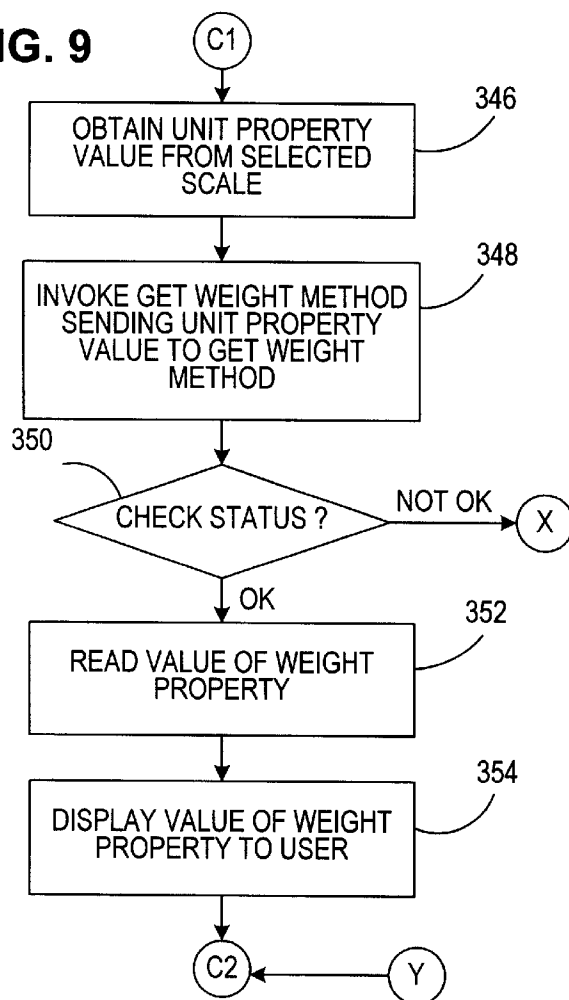 IG. 9
C1
346
OBTAIN UNIT PROPERTY
VALUE FROM SELECTED
SCALE
348
INVOKE GET WEIGHT METHOD
SENDING UNIT PROPERTY
VALUE TO GET WEIGHT
METHOD
350
CHECK STATUS ?
NOT OK
X
OK
352
READ VALUE OF WEIGHT
PROPERTY
354
DISPLAY VALUE OF WEIGHT
PROPERTY TO USER
C2
Y